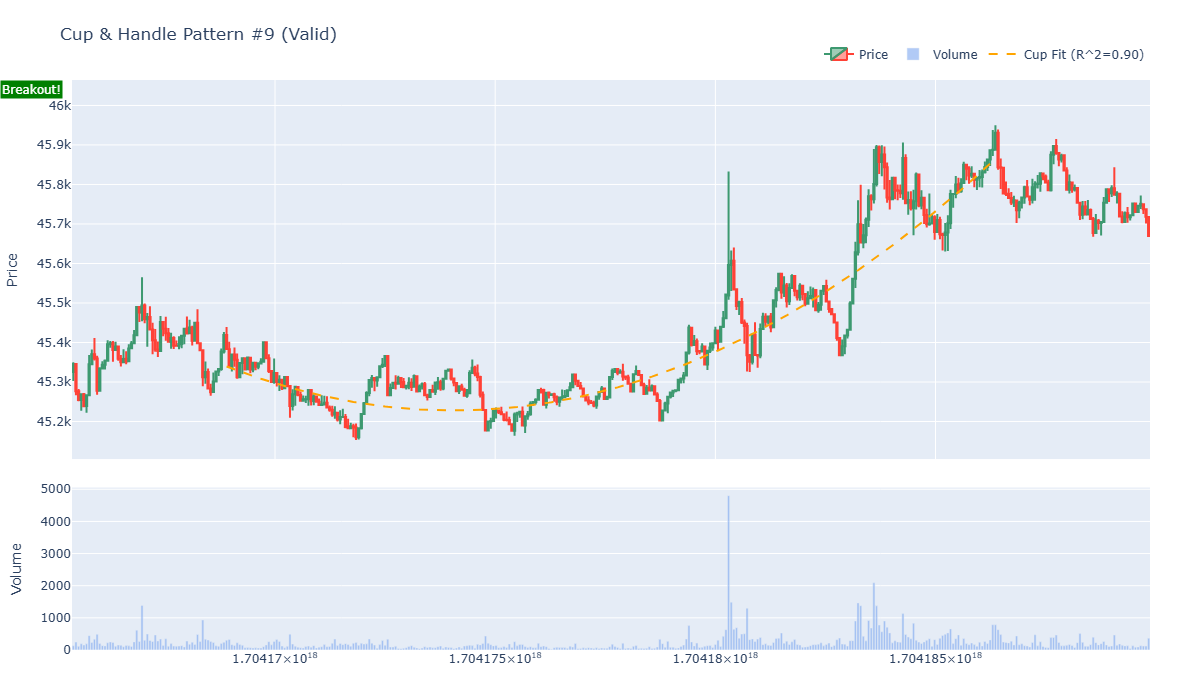 Cup & Handle Pattern #9 (Valid)
Price
Volume
Cup Fit (R^2=0.90)
Breakout!
46k
45.9k
45.8k
45.7k
45.6k
45.5k
45.4k
45.3k
45.2k
Price
5000
4000
3000
2000
1000
0
Volume
1.70417×10¹⁸
1.704175×10¹⁸
1.70418×10¹⁸
1.704185×10¹⁸